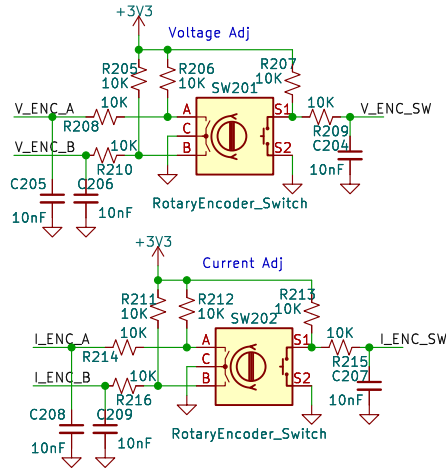 +3V3
Voltage Adj
R205
10K
R206
10K
R207
10K
SW201
V_ENC_A
10K
R208
A
C
B
S1
S2
10K
R209
V_ENC_SW
V_ENC_B
10K
R210
C204
10nF
C205
10nF
C206
10nF
RotaryEncoder_Switch
+3V3
Current Adj
R211
10K
R212
10K
R213
10K
SW202
I_ENC_A
10K
R214
A
C
B
S1
S2
10K
R215
I_ENC_SW
I_ENC_B
10K
R216
C207
10nF
C208
10nF
C209
10nF
RotaryEncoder_Switch